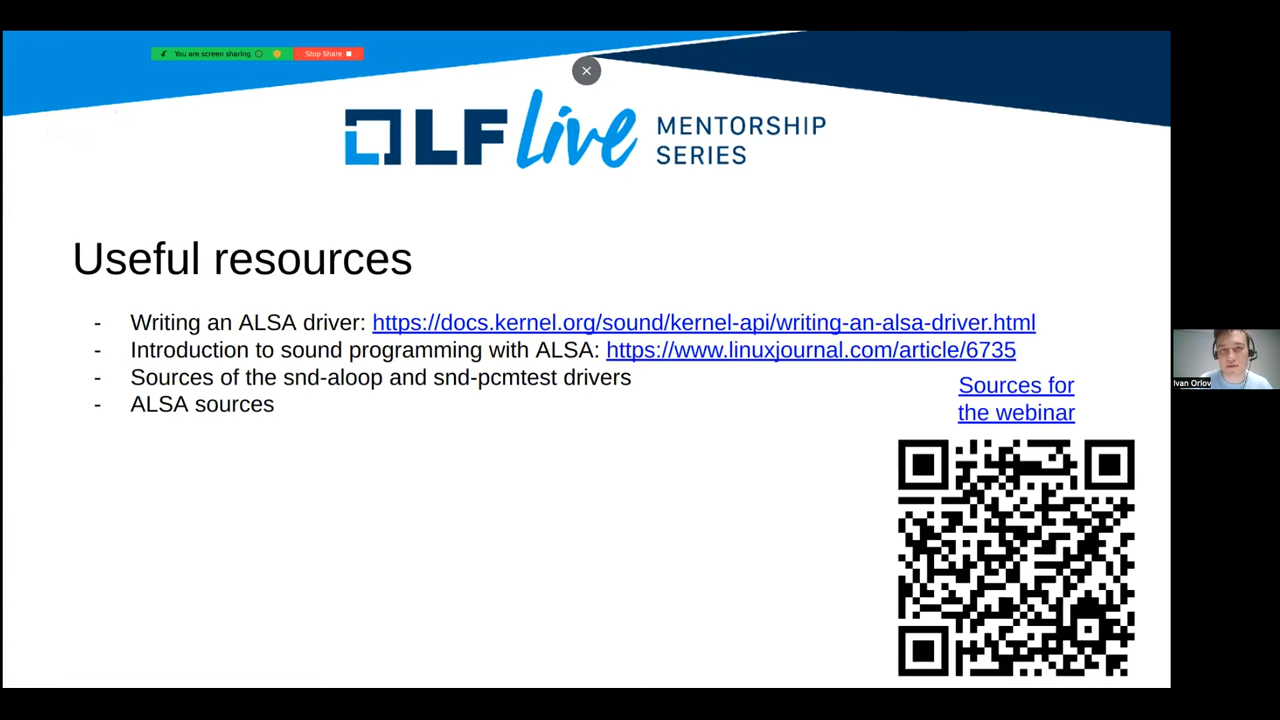 You are screen sharing
Stop Share
LF live MENTORSHIP
SERIES
Useful resources
- Writing an ALSA driver: https://docs.kernel.org/sound/kernel-api/writing-an-alsa-driver.html
- Introduction to sound programming with ALSA: https://www.linuxjournal.com/article/6735
- Sources of the snd-aloop and snd-pcmtest drivers
- ALSA sources
Sources for
the webinar
Ivan Orlov